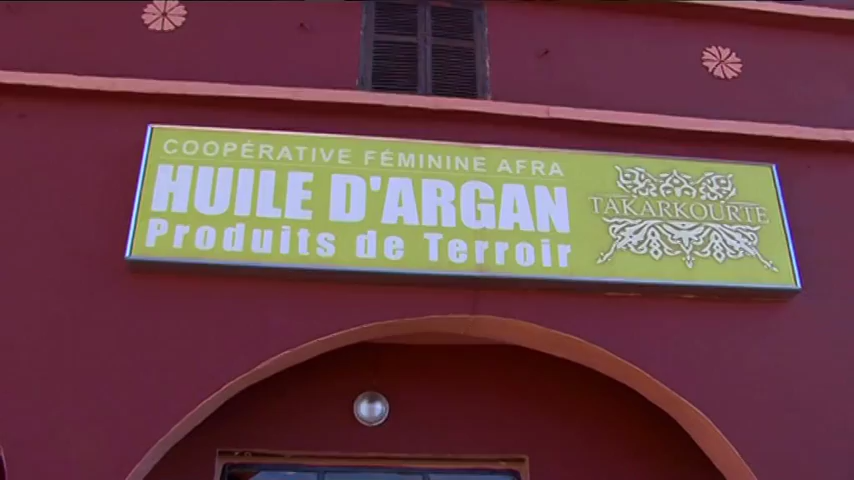 COOPÉRATIVE FÉMININE AFRA
HUILE D'ARGAN
Produits de Terroir
TAKARKOURTE